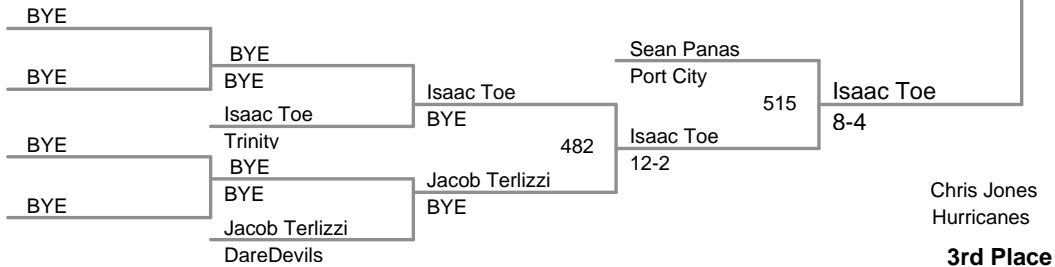 BYE
BYE
BYE
BYE
Isaac Toe
Trinity
Isaac Toe
BYE
Sean Panas
Port City
515
Isaac Toe
8-4
482
Isaac Toe
12-2
BYE
BYE
BYE
BYE
Jacob Terlizzi
DareDevils
Jacob Terlizzi
BYE
Chris Jones
Hurricanes
3rd Place